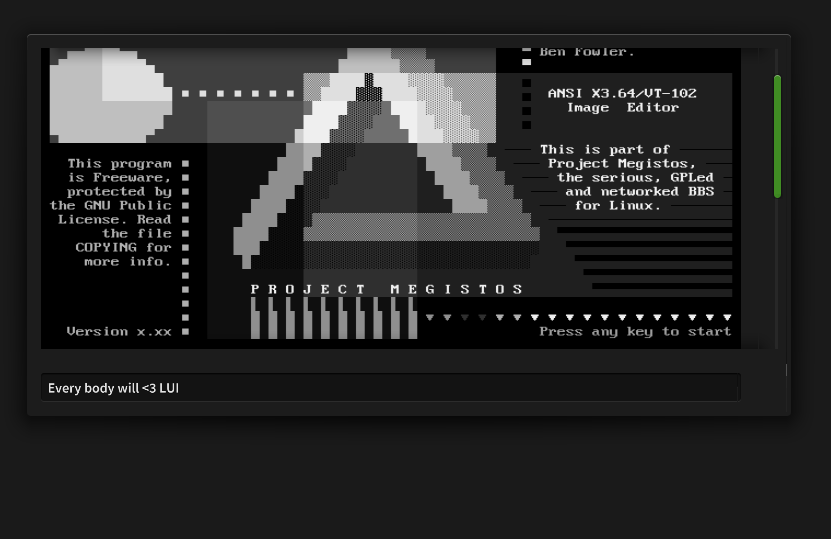 Ben Fowler.
ANSI X3.64/VT-102
Image Editor
This is part of
Project Megistos,
the serious, GPLed
and networked BBS
for Linux.
This program
is Freeware,
protected by
the GNU Public
License. Read
the file
COPYING for
more info.
PROJECT MEGISTOS
Version x.xx
Press any key to start
Every body will <3 LUI